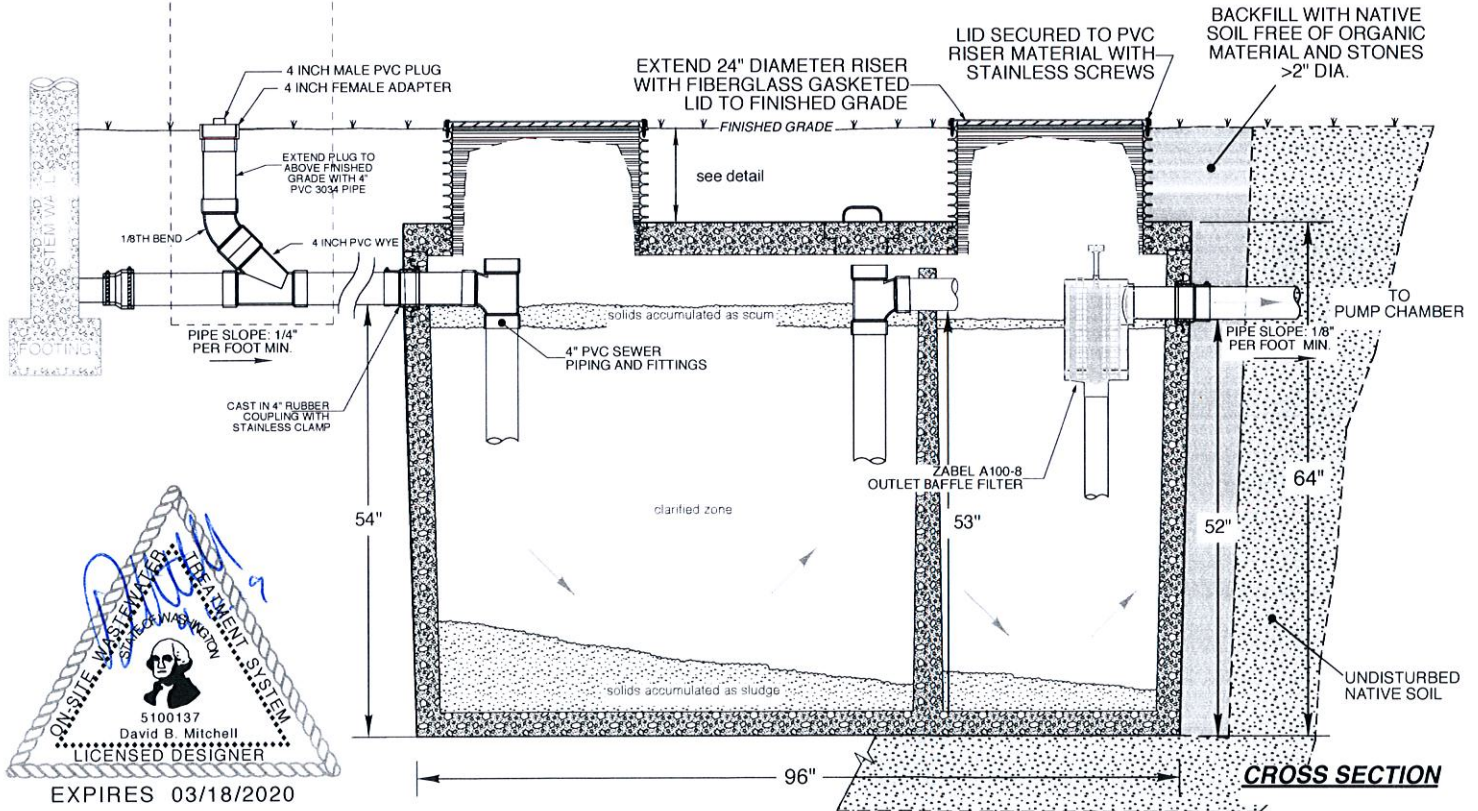 4 INCH MALE PVC PLUG
4 INCH FEMALE ADAPTER
EXTEND PLUG TO
ABOVE FINISHED
GRADE WITH 4"
PVC 3034 PIPE
1/8TH BEND
4 INCH PVC WYE
FOOTING
PIPE SLOPE: 1/4"
PER FOOT MIN.
CAST IN 4" RUBBER
COUPLING WITH
STAINLESS CLAMP
EXTEND 24" DIAMETER RISER
WITH FIBERGLASS GASKETED
LID TO FINISHED GRADE
FINISHED GRADE
see detail
LID SECURED TO PVC
RISER MATERIAL WITH
STAINLESS SCREWS
BACKFILL WITH NATIVE
SOIL FREE OF ORGANIC
MATERIAL AND STONES
>2" DIA.
solids accumulated as scum
4" PVC SEWER
PIPING AND FITTINGS
TO
PUMP CHAMBER
PIPE SLOPE: 1/8"
PER FOOT MIN.
ZABEL A100-8
OUTLET BAFFLE FILTER
clarified zone
54"
53"
52"
64"
solids accumulated as sludge
UNDISTURBED
NATIVE SOIL
96"
CROSS SECTION
ON-SITE WASTEWATER TREATMENT SYSTEM
STATE OF WASHINGTON
5100137
David B. Mitchell
LICENSED DESIGNER
EXPIRES 03/18/2020